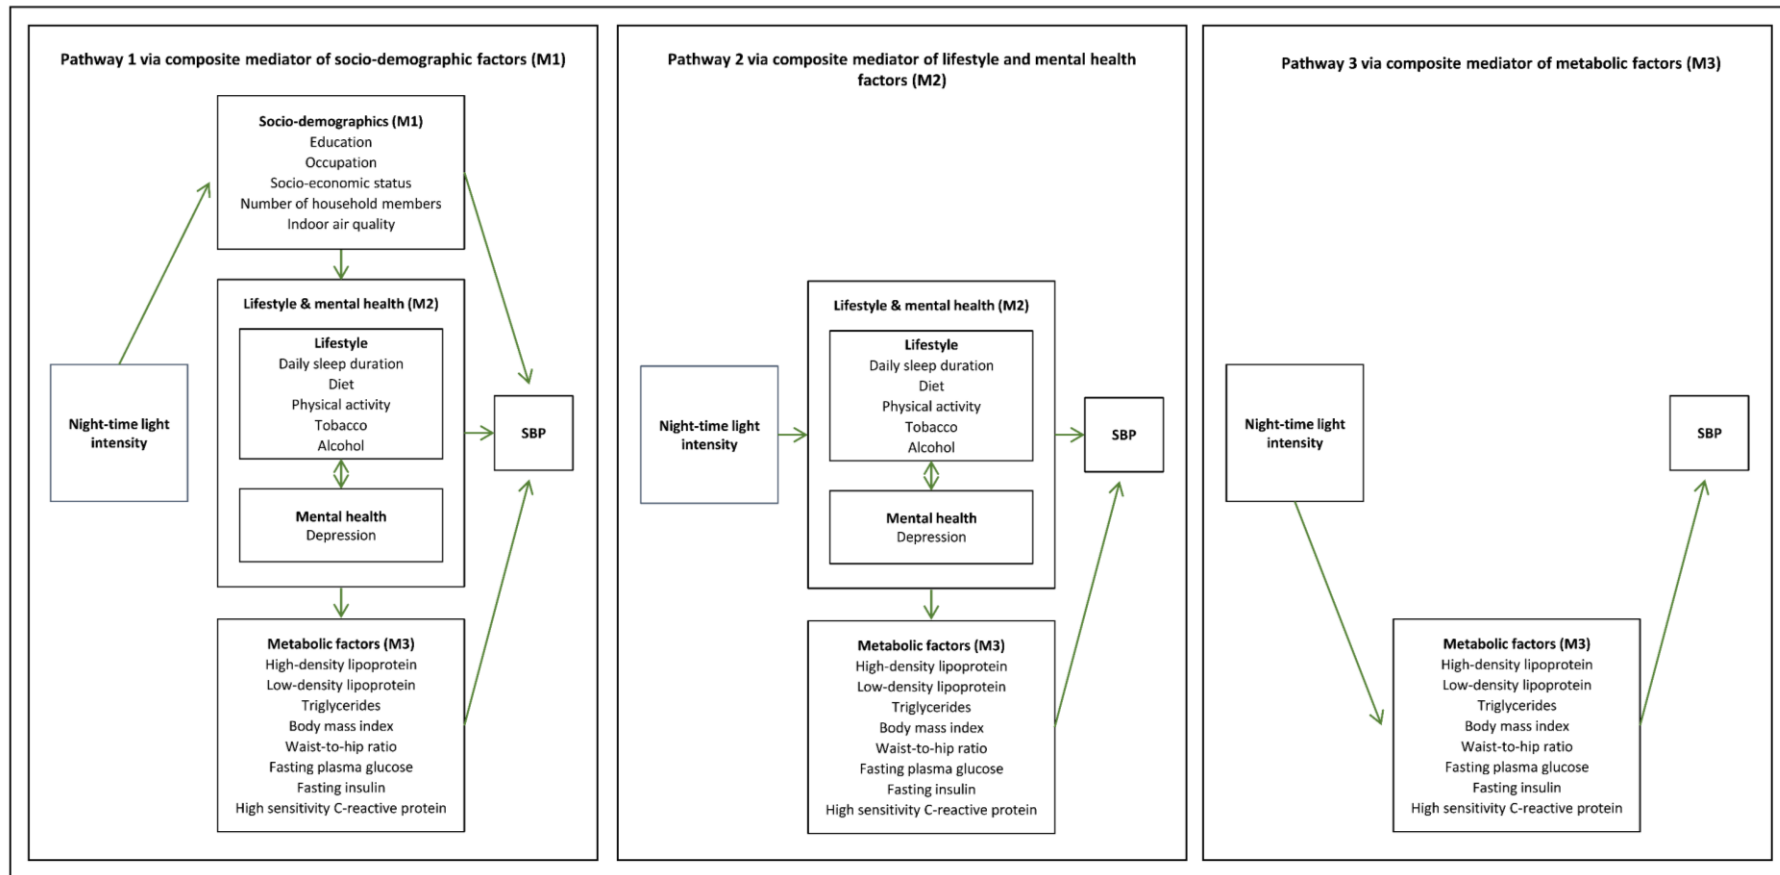 Pathway 1 via composite mediator of socio-demographic factors (M1)
Socio-demographics (M1)
Education
Occupation
Socio-economic status
Number of household members
Indoor air quality
Lifestyle & mental health (M2)
Lifestyle
Daily sleep duration
Diet
Physical activity
Tobacco
Alcohol
Mental health
Depression
Night-time light
intensity
SBP
Metabolic factors (M3)
High-density lipoprotein
Low-density lipoprotein
Triglycerides
Body mass index
Waist-to-hip ratio
Fasting plasma glucose
Fasting insulin
High sensitivity C-reactive protein
Pathway 2 via composite mediator of lifestyle and mental health
factors (M2)
Lifestyle & mental health (M2)
Lifestyle
Daily sleep duration
Diet
Physical activity
Tobacco
Alcohol
Mental health
Depression
Night-time light
intensity
SBP
Metabolic factors (M3)
High-density lipoprotein
Low-density lipoprotein
Triglycerides
Body mass index
Waist-to-hip ratio
Fasting plasma glucose
Fasting insulin
High sensitivity C-reactive protein
Pathway 3 via composite mediator of metabolic factors (M3)
Night-time light
intensity
SBP
Metabolic factors (M3)
High-density lipoprotein
Low-density lipoprotein
Triglycerides
Body mass index
Waist-to-hip ratio
Fasting plasma glucose
Fasting insulin
High sensitivity C-reactive protein